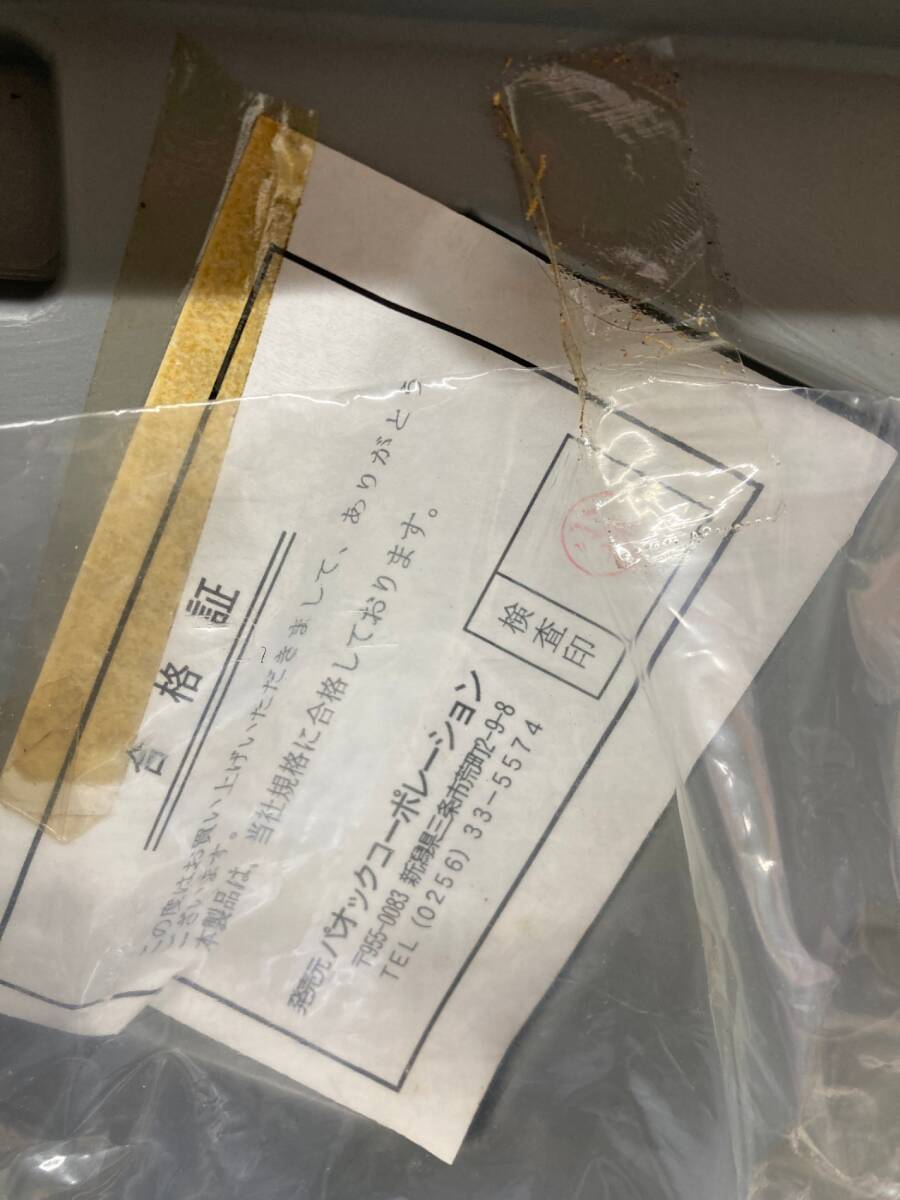 合格証
この度はお買い上げいただきまして、ありがとう
ございます。
本製品は、当社規格に合格しております。
発売元 パオックコーポレーション
〒955-0083 新潟県三条市荒町2-9-8
TEL (0256) 33-5574
検査印